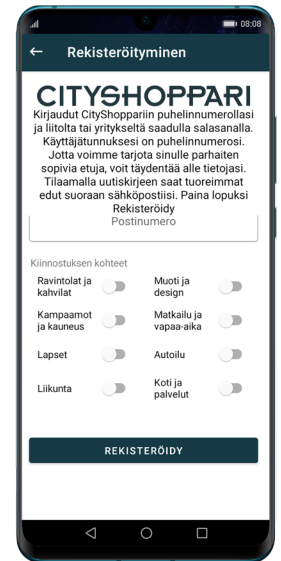 08:08
Rekisteröityminen
CITYSHOPPARI
Kirjaudut CityShoppariin puhelinnumerollasi
ja liitolta tai yritykseltä saadulla salasanalla.
Käyttäjätunnuksesi on puhelinnumerosi.
Jotta voimme tarjota sinulle parhaiten
sopivia etuja, voit täydentää alle tietojasi.
Tilaamalla uutiskirjeen saat tuoreimmat
edut suoraan sähköpostiisi. Paina lopuksi
Rekisteröidy
Postinumero
Kiinnostuksen kohteet
Ravintolat ja
kahvilat
Muoti ja
design
Kampaamot
ja kauneus
Matkailu ja
vapaa-aika
Lapset
Autoilu
Liikunta
Koti ja
palvelut
REKISTERÖIDY